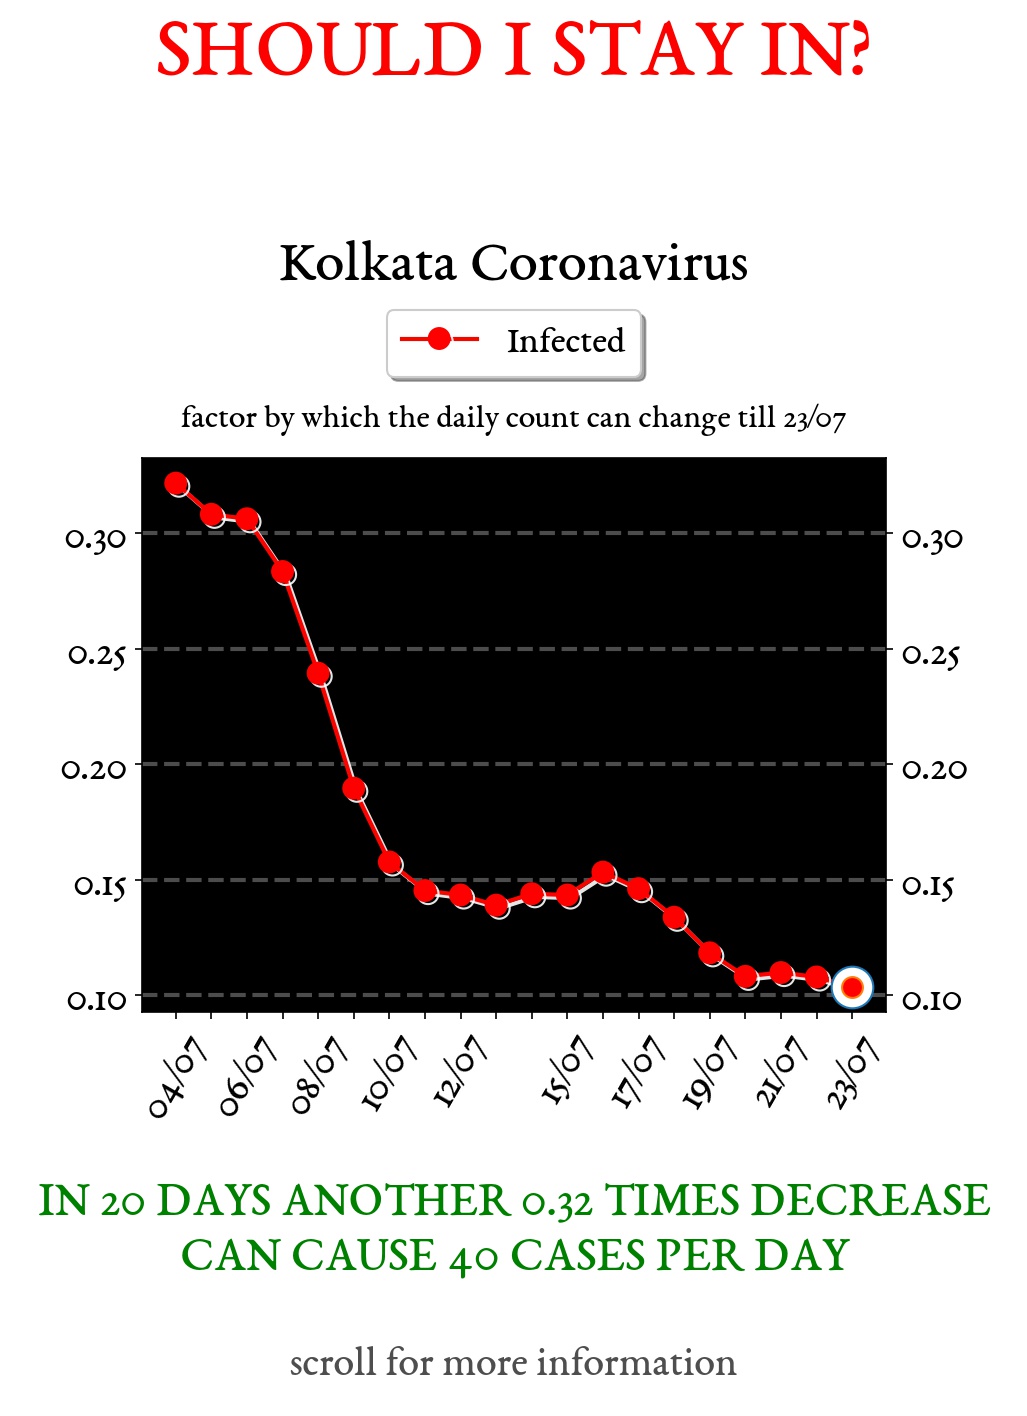 SHOULD I STAY IN?
Kolkata Coronavirus
Infected
factor by which the daily count can change till 23/07
0.30 0.30
0.25 0.25
0.20 0.20
0.15 0.15
0.10 0.10
04/07 06/07 08/07 10/07 12/07 15/07 17/07 19/07 21/07 23/07
IN 20 DAYS ANOTHER 0.32 TIMES DECREASE
CAN CAUSE 40 CASES PER DAY
scroll for more information